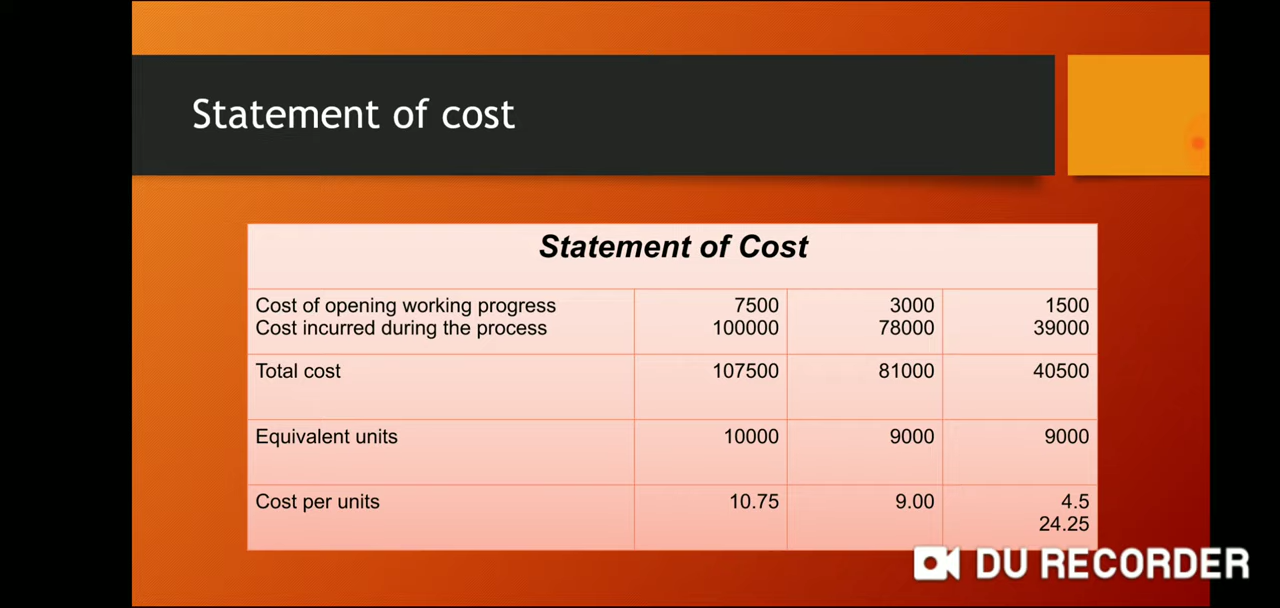 Statement of cost
Statement of Cost
Cost of opening working progress 7500 3000 1500
Cost incurred during the process 100000 78000 39000
Total cost 107500 81000 40500
Equivalent units 10000 9000 9000
Cost per units 10.75 9.00 4.5
24.25
DU RECORDER